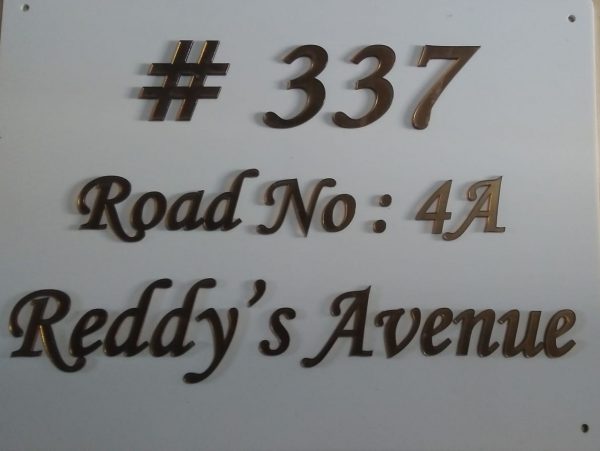 # 337
Road No : 4A
Reddy's Avenue